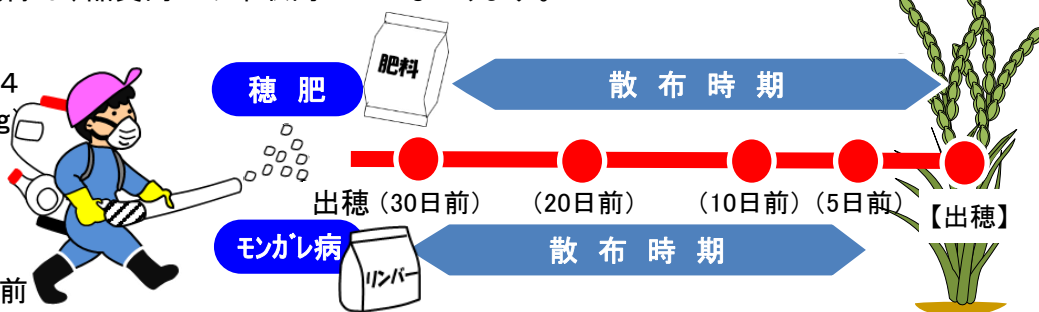 4
g
穂 肥
肥料
散 布 時 期
出穂 (30日前) (20日前) (10日前) (5日前) 【出穂】
モンガレ病
リンバー
散 布 時 期
前